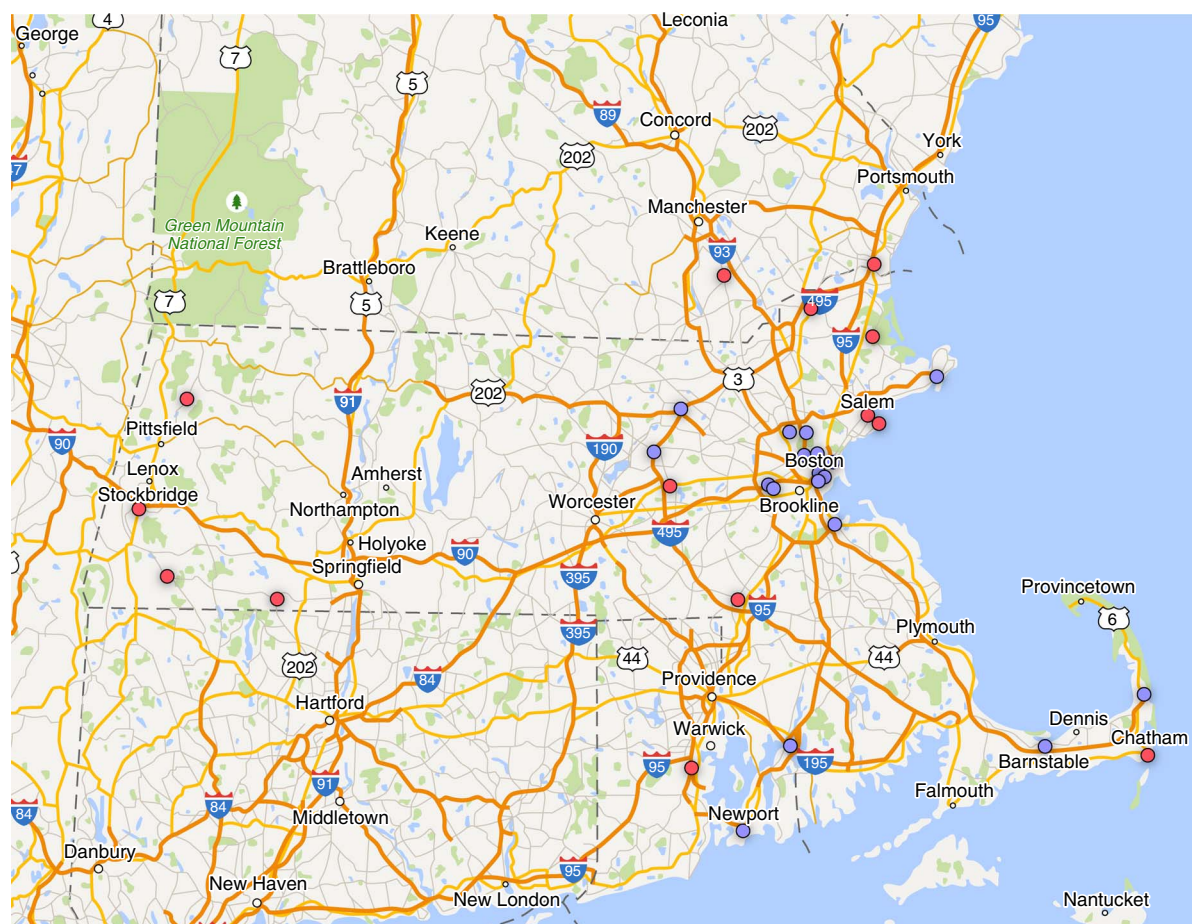 4
95
Leconia
George
7
5
89
Concord
202
202
York
7
Portsmouth
Manchester
Green Mountain
National Forest
Keene
93
Brattleboro
7
5
495
95
3
202
91
Salem
Pittsfield
90
190
Boston
Lenox
Amherst
Stockbridge
Worcester
Brookline
Northampton
495
Holyoke
90
Springfield
395
Provincetown
95
6
395
Plymouth
44
44
202
84
Providence
Hartford
Warwick
Dennis
Chatham
95
195
Barnstable
91
Falmouth
84
84
Middletown
Newport
Danbury
95
New Haven
New London
Nantucket